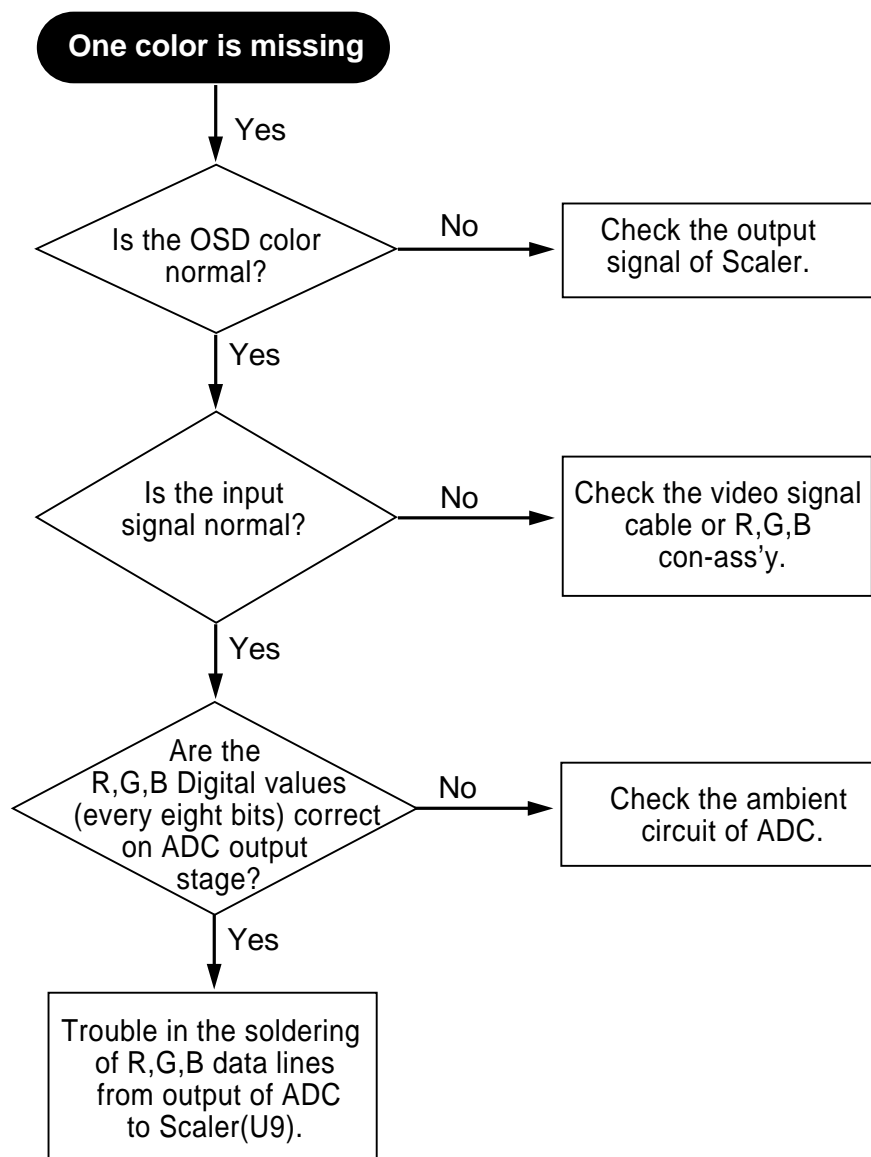 One color is missing
Yes
Is the OSD color
normal?
No
Check the output
signal of Scaler.
Yes
Is the input
signal normal?
No
Check the video signal
cable or R,G,B
con-ass'y.
Yes
Are the
R,G,B Digital values
(every eight bits) correct
on ADC output
stage?
No
Check the ambient
circuit of ADC.
Yes
Trouble in the soldering
of R,G,B data lines
from output of ADC
to Scaler(U9).